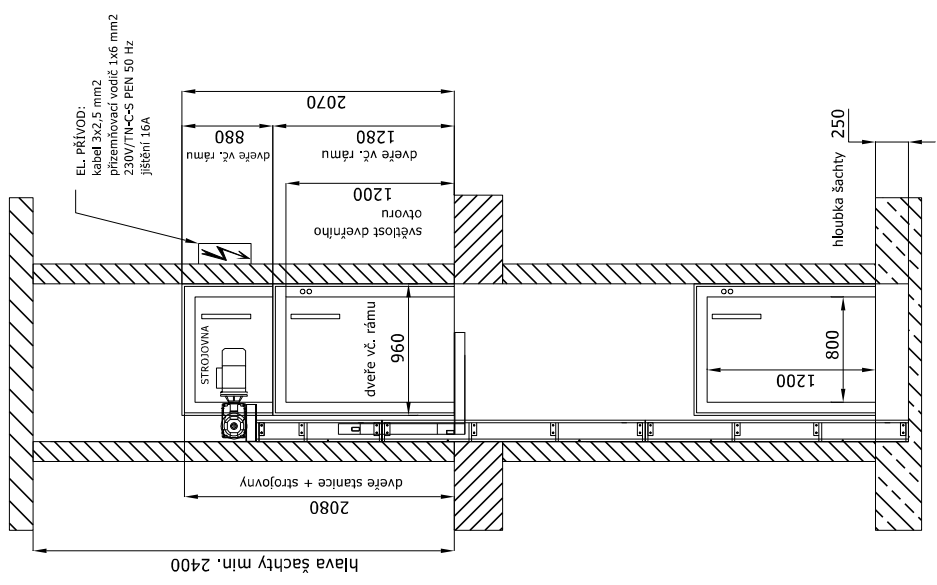 EL. PŘÍVOD:
kabel 3x2,5 mm2
přizemňovací vodič 1x6 mm2
230V/TN-C-S PEN 50 Hz
jištění 16A
2070
880
dveře vč. rámu
1280
dveře vč. rámu
1200
světlost dveřního
otvoru
250
hloubka šachty
STROJOVNA
dveře vč. rámu
960
1200
800
dveře stanice + strojovny
2080
hlava šachty min. 2400